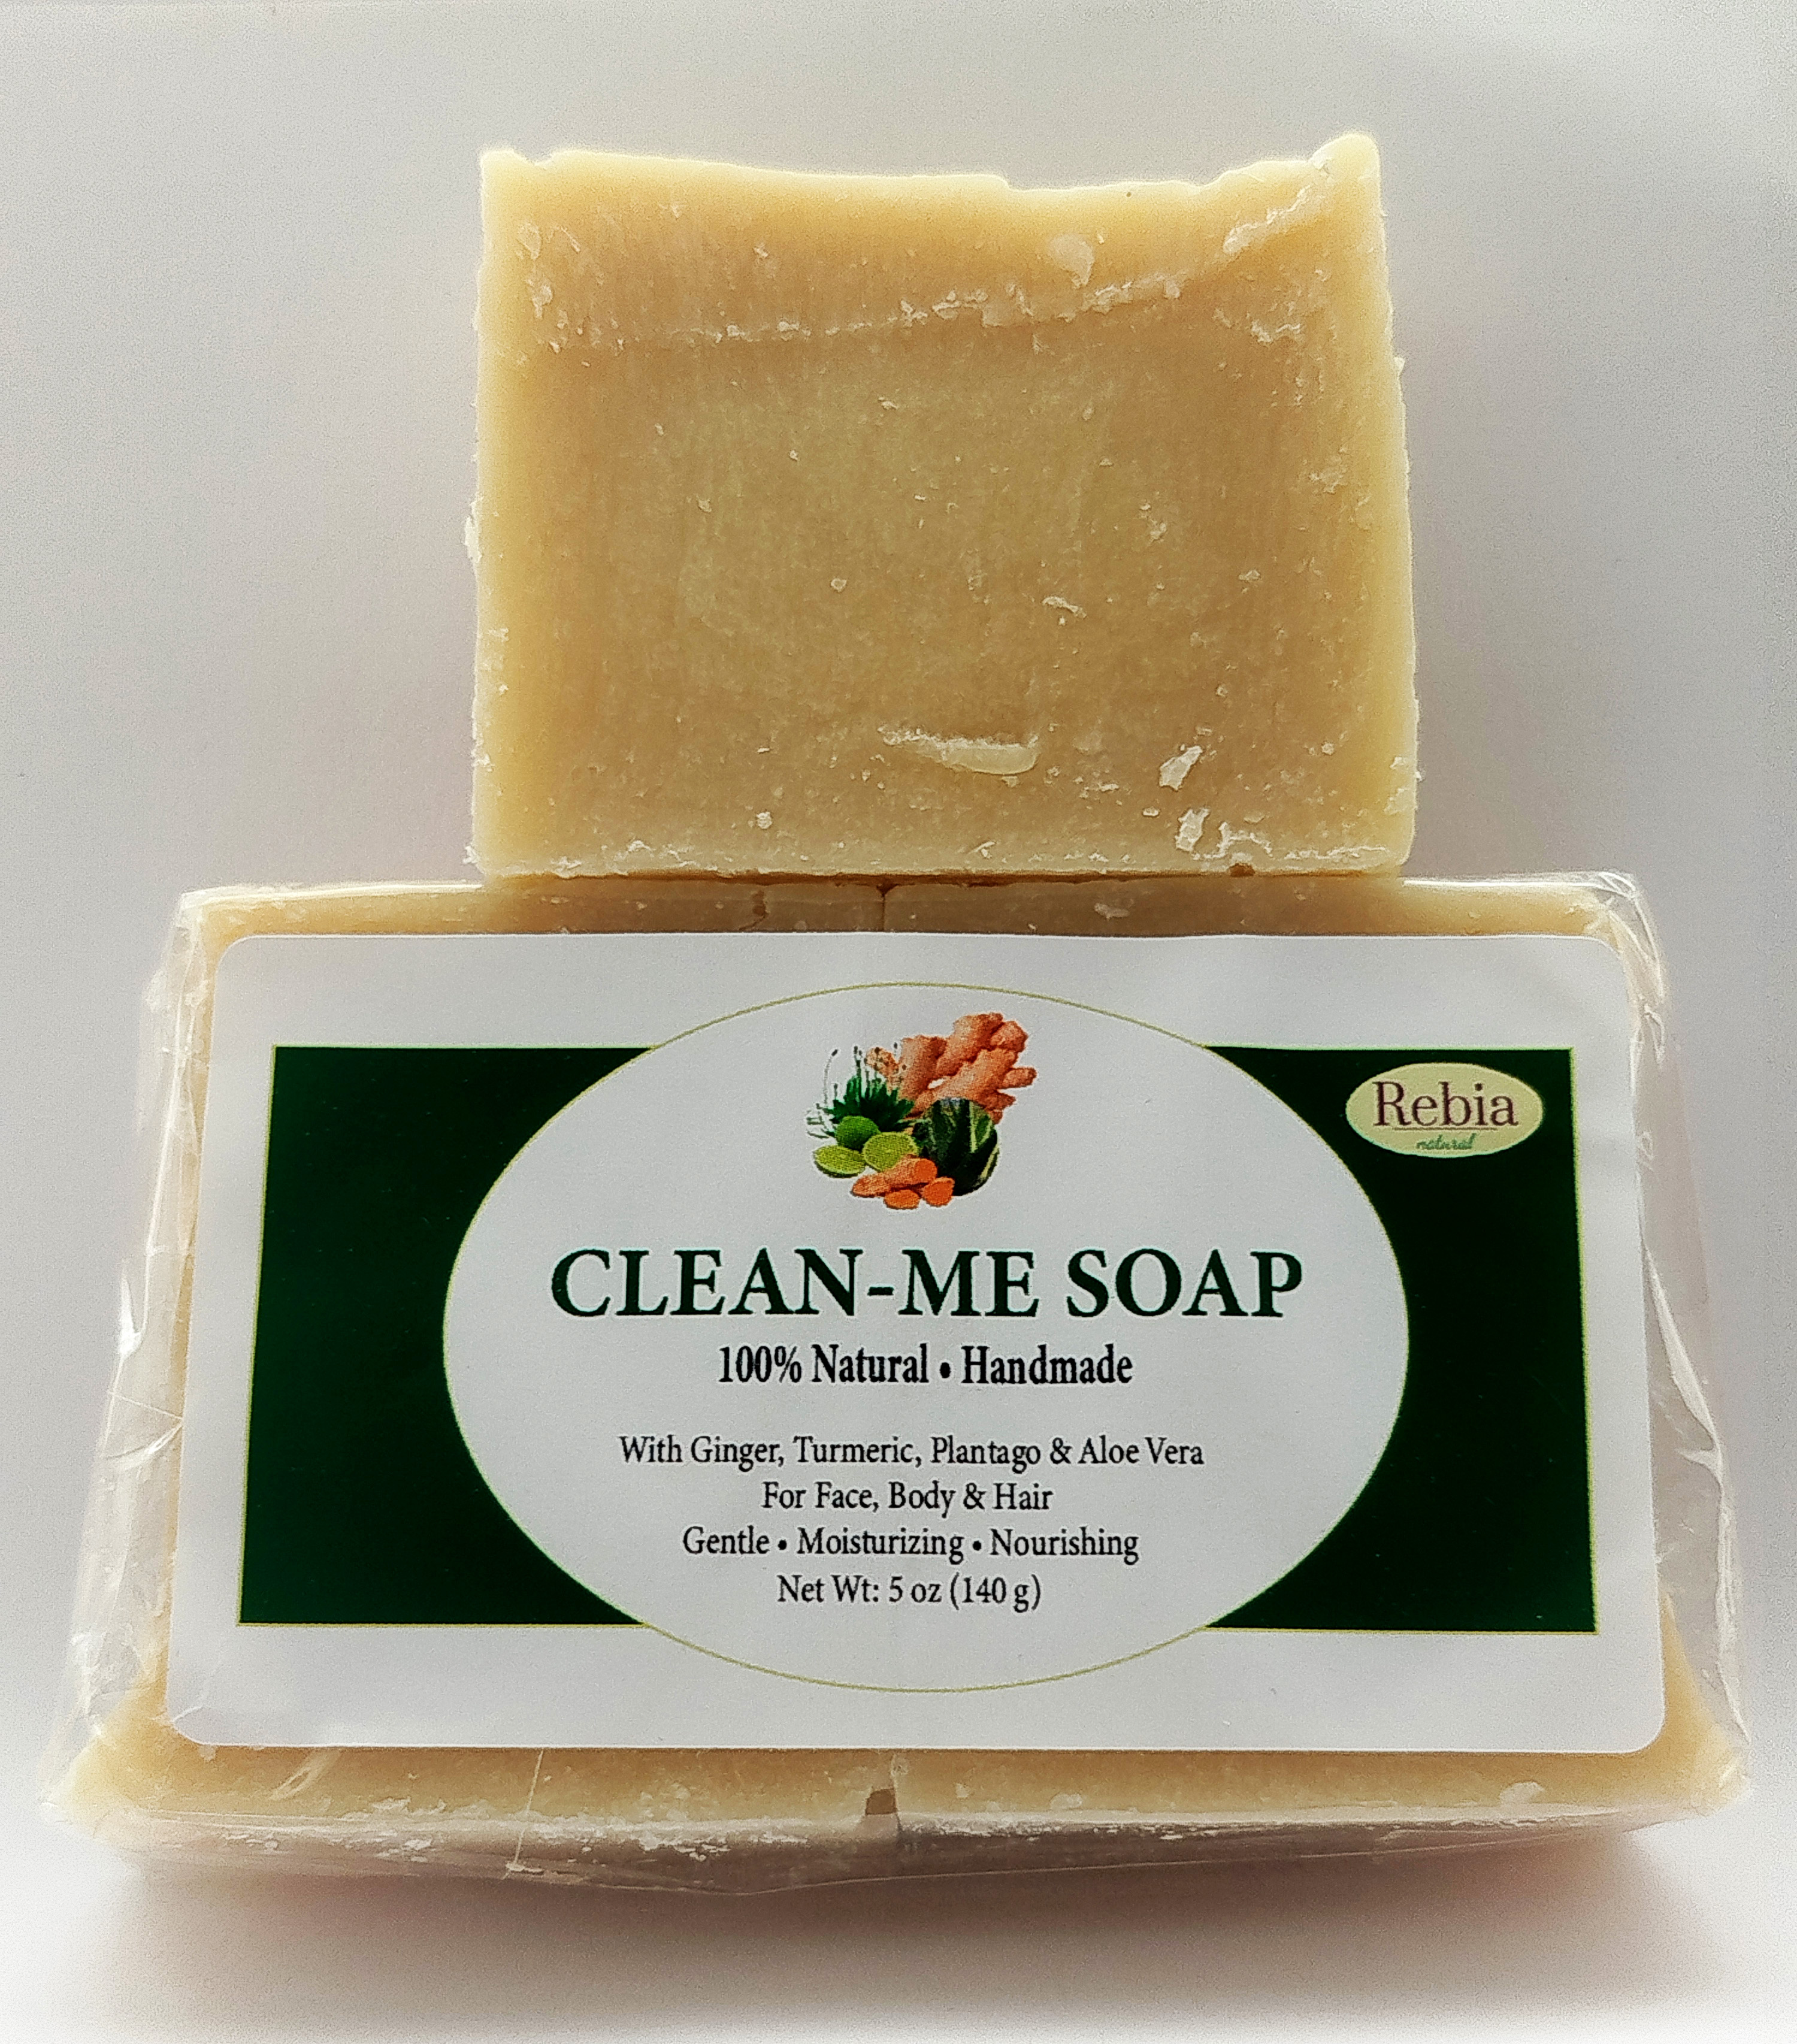 Rebia
natural
CLEAN-ME SOAP
100% Natural • Handmade
With Ginger, Turmeric, Plantago & Aloe Vera
For Face, Body & Hair
Gentle • Moisturizing • Nourishing
Net Wt: 5 oz (140 g)